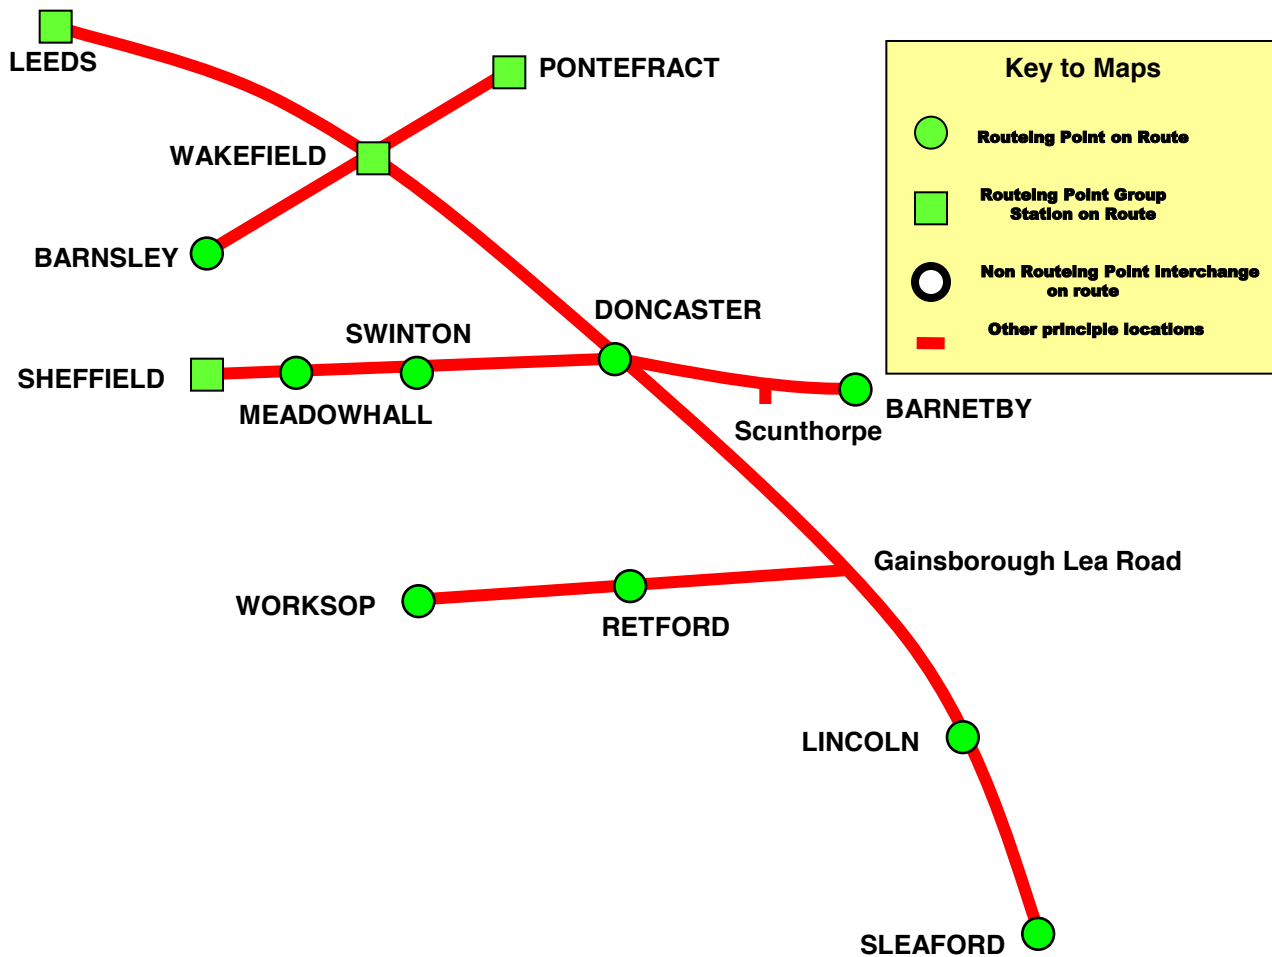 LEEDS
PONTEFRACT
WAKEFIELD
BARNSLEY
DONCASTER
SWINTON
SHEFFIELD
MEADOWHALL
BARNETBY
Scunthorpe
Gainsborough Lea Road
WORKSOP
RETFORD
LINCOLN
SLEAFORD
Key to Maps
Routeing Point on Route
Routeing Point Group
Station on Route
Non Routeing Point Interchange
on route
Other principle locations